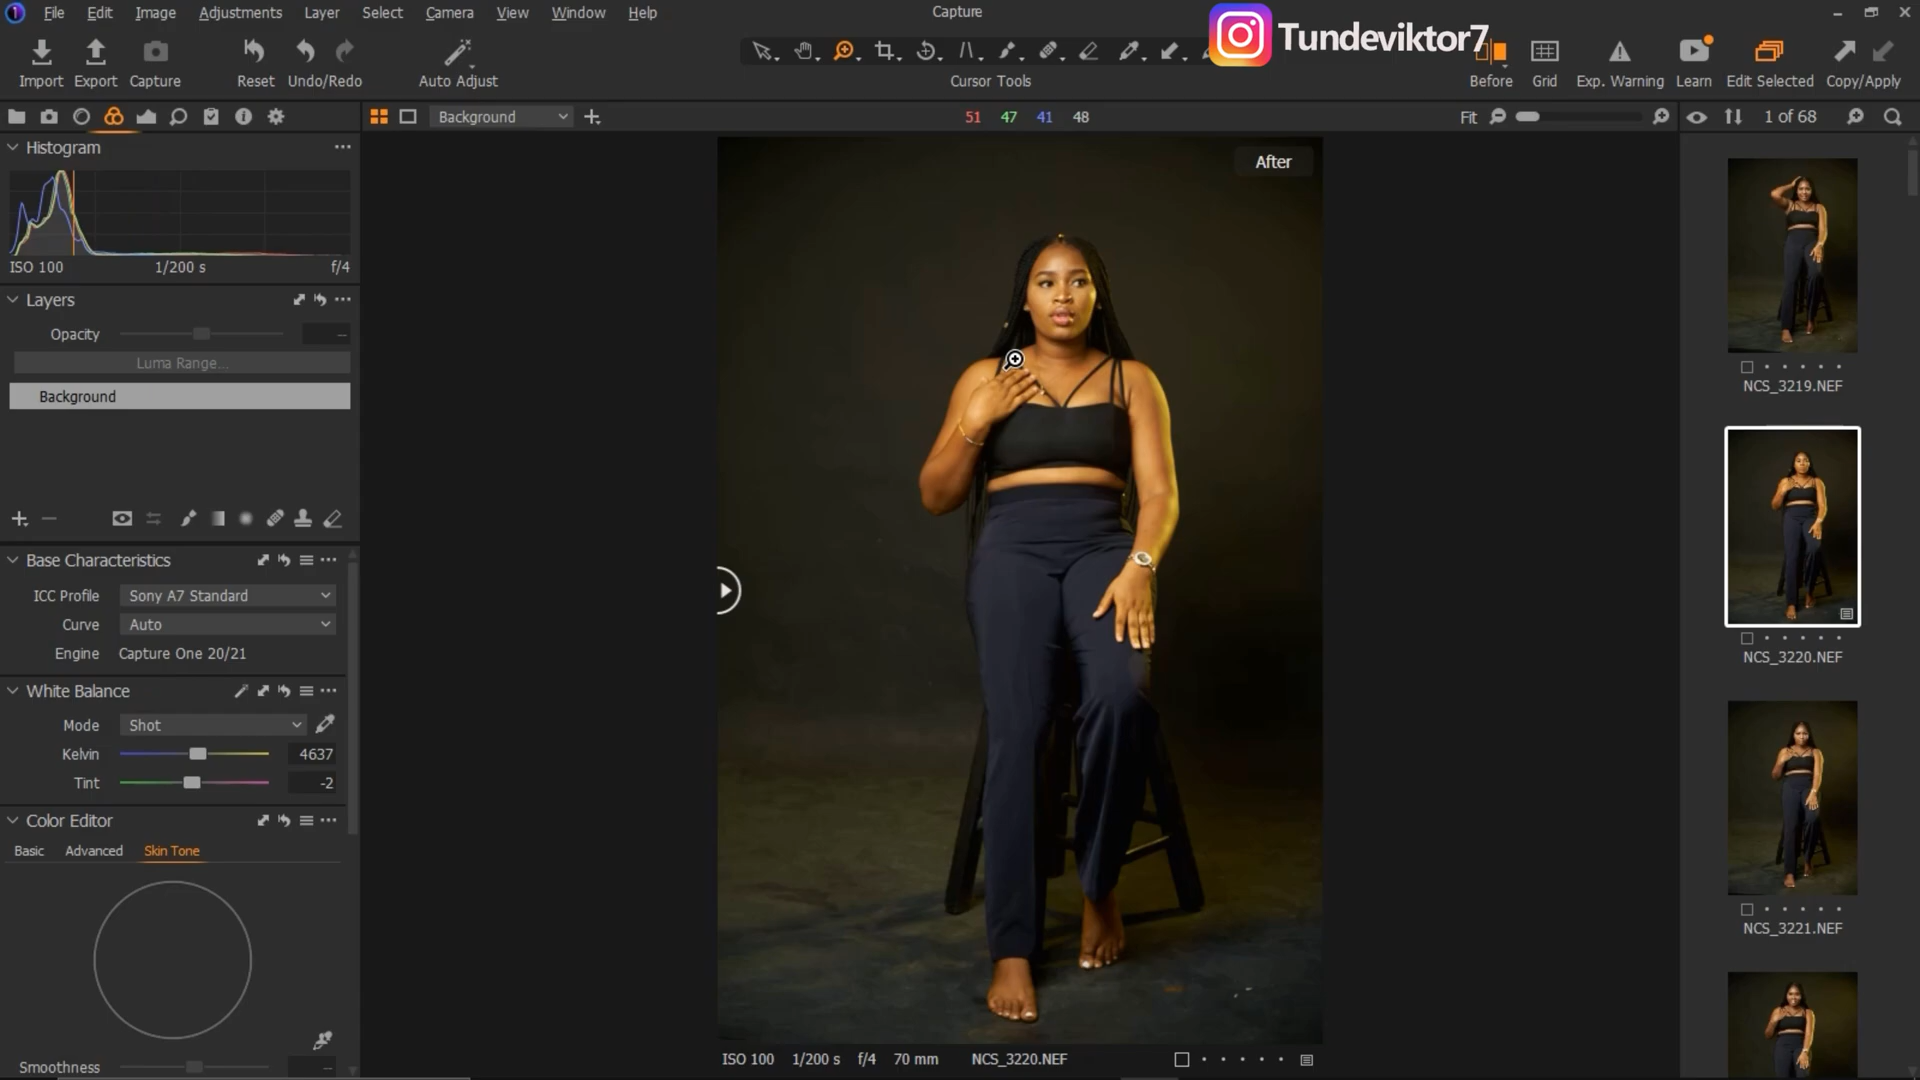 File Edit Image Adjustments Layer Select Camera View Window Help
Capture
Tundeviktor7
Import Export Capture Reset Undo/Redo Auto Adjust
Cursor Tools
Before Grid Exp. Warning Learn Edit Selected Copy/Apply
Background
51 47 41 48
Fit
1 of 68
Histogram
ISO 100 1/200 s f/4
Layers
Opacity
Luma Range...
Background
Base Characteristics
ICC Profile Sony A7 Standard
Curve Auto
Engine Capture One 20/21
White Balance
Mode Shot
Kelvin 4637
Tint -2
Color Editor
Basic Advanced Skin Tone
Smoothness
After
ISO 100 1/200 s f/4 70 mm NCS_3220.NEF
NCS_3219.NEF
NCS_3220.NEF
NCS_3221.NEF